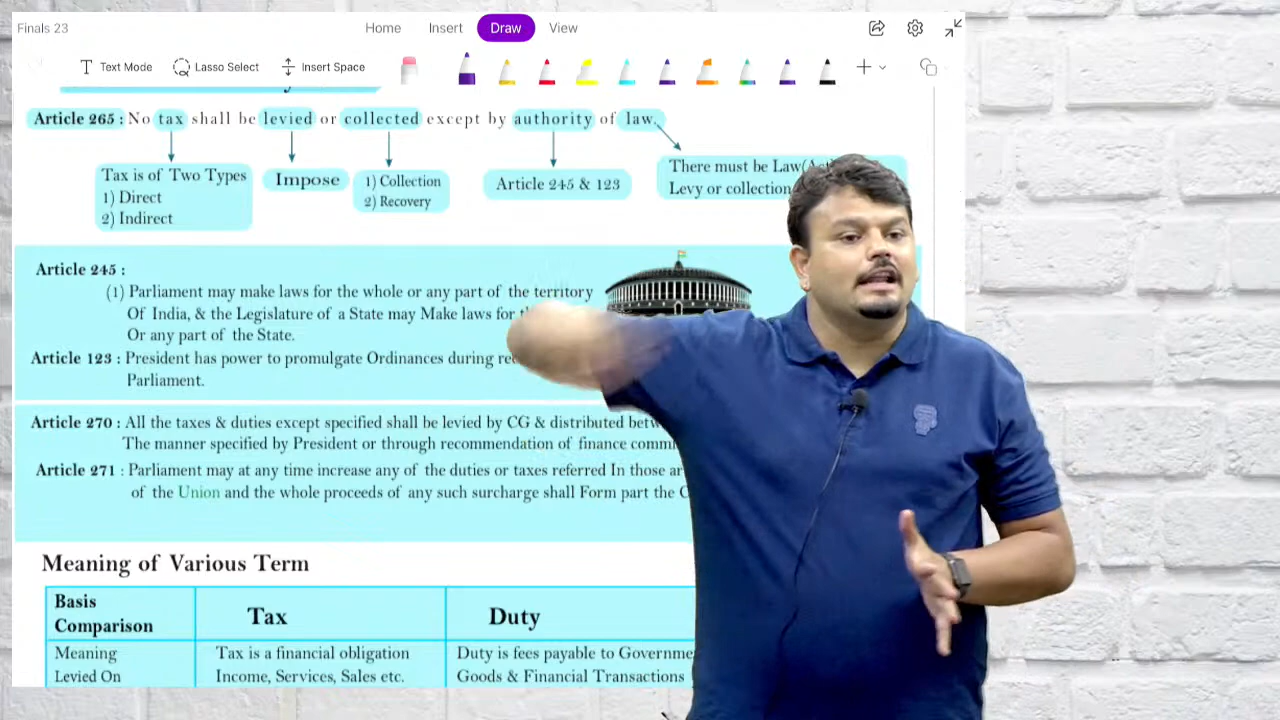 Finals 23
Home Insert Draw View
Text Mode Lasso Select Insert Space
Article 265 : No tax shall be levied or collected except by authority of law.
Tax is of Two Types
1) Direct
2) Indirect
Impose
1) Collection
2) Recovery
Article 245 & 123
There must be Law
Levy or collection
Article 245 :
(1) Parliament may make laws for the whole or any part of the territory
Of India, & the Legislature of a State may Make laws for
Or any part of the State.
Article 123 : President has power to promulgate Ordinances during
Parliament.
Article 270 : All the taxes & duties except specified shall be levied by CG & distributed
The manner specified by President or through recommendation of finance
Article 271 : Parliament may at any time increase any of the duties or taxes referred In those
of the Union and the whole proceeds of any such surcharge shall Form part the
Meaning of Various Term
Basis
Comparison
Tax
Duty
Meaning
Tax is a financial obligation
Duty is fees payable to
Levied On
Income, Services, Sales etc.
Goods & Financial Transactions